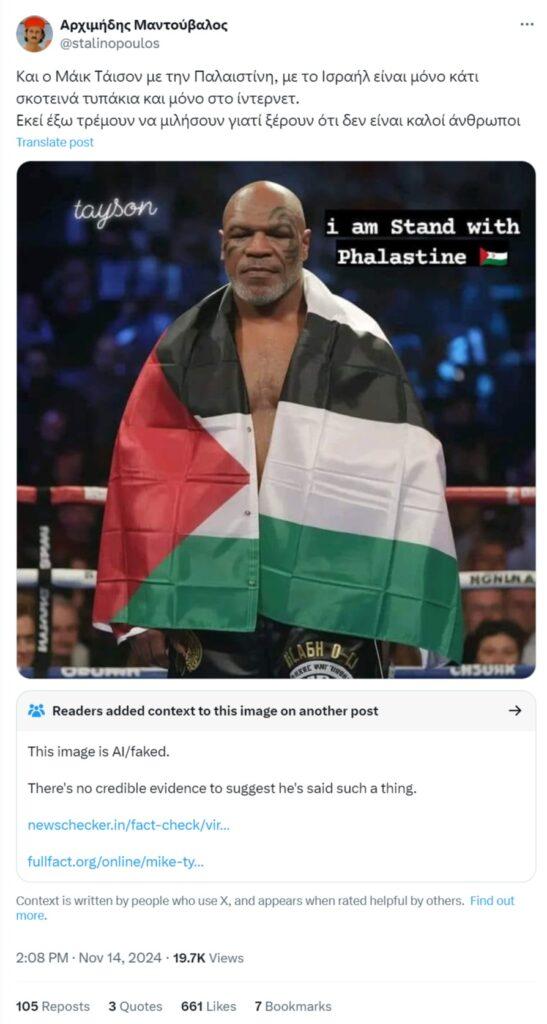 Αρχιμήδης Μαντούβαλος
@stalinopoulos
Και ο Μάικ Τάισον με την Παλαιστίνη, με το Ισραήλ είναι μόνο κάτι
σκοτεινά τυπάκια και μόνο στο ίντερνετ.
Εκεί έξω τρέμουν να μιλήσουν γιατί ξέρουν ότι δεν είναι καλοί άνθρωποι
Translate post
tayson
i am Stand with
Phalastine 🇵🇸
Readers added context to this image on another post
This image is AI/faked.
There's no credible evidence to suggest he's said such a thing.
newschecker.in/fact-check/vir...
fullfact.org/online/mike-ty...
Context is written by people who use X, and appears when rated helpful by others. Find out
more.
2:08 PM · Nov 14, 2024 · 19.7K Views
105 Reposts 3 Quotes 661 Likes 7 Bookmarks